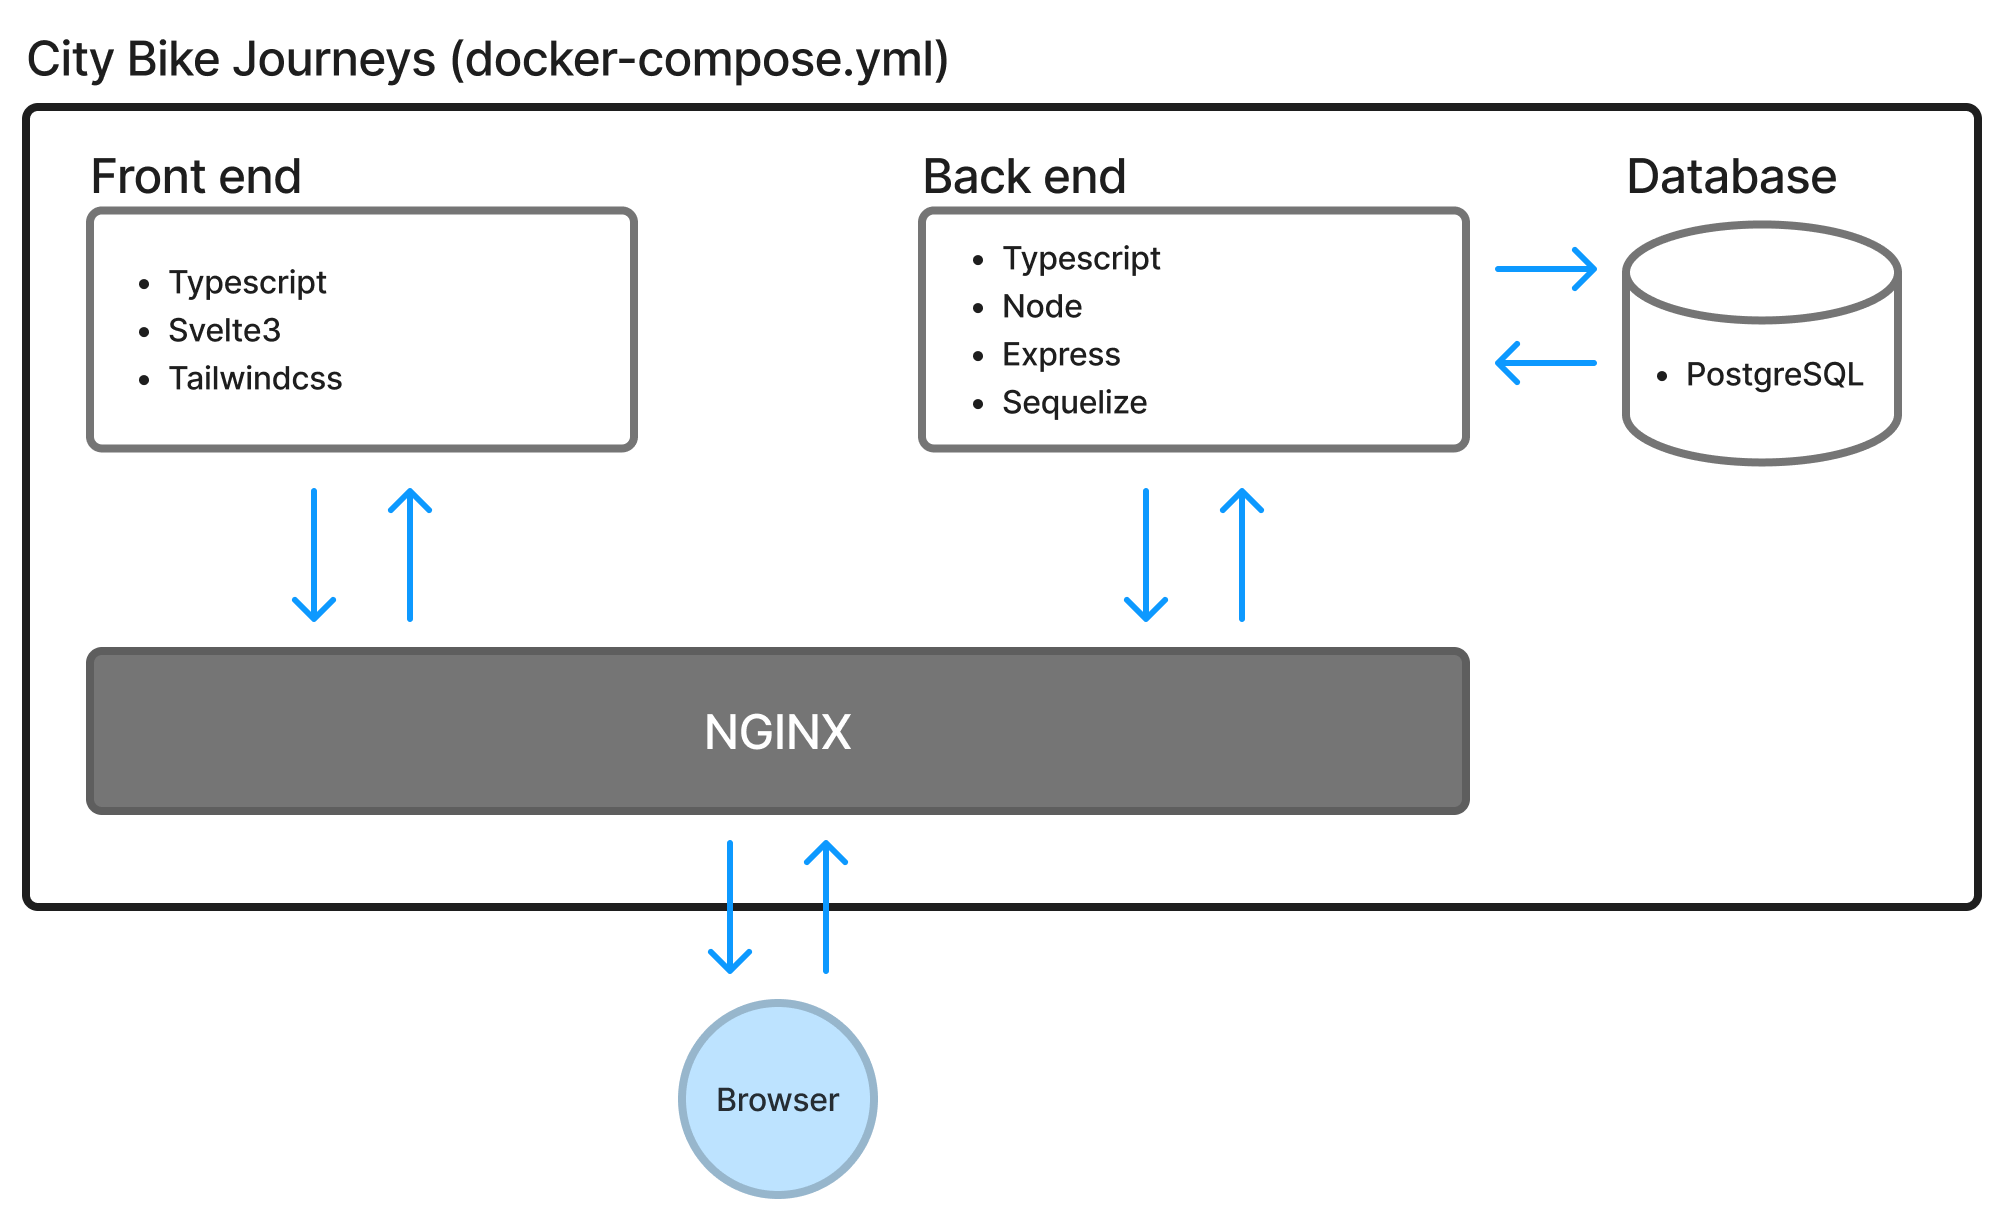 City Bike Journeys (docker-compose.yml)
Front end
• Typescript
• Svelte3
• Tailwindcss
Back end
• Typescript
• Node
• Express
• Sequelize
Database
• PostgreSQL
NGINX
Browser